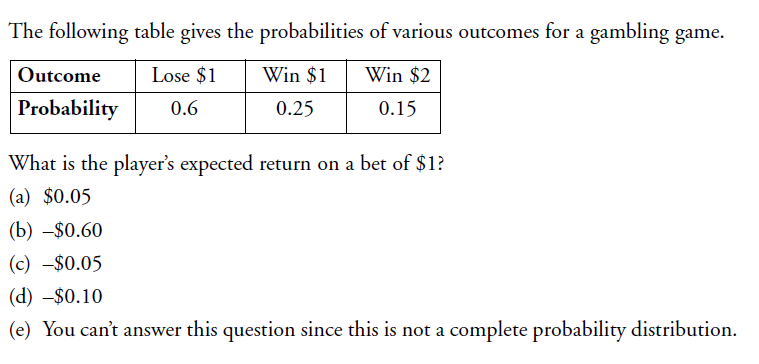 The following table gives the probabilities of various outcomes for a gambling game.
Outcome Lose $1 Win $1 Win $2
Probability 0.6 0.25 0.15
What is the player's expected return on a bet of $1?
(a) $0.05
(b) –$0.60
(c) –$0.05
(d) –$0.10
(e) You can't answer this question since this is not a complete probability distribution.